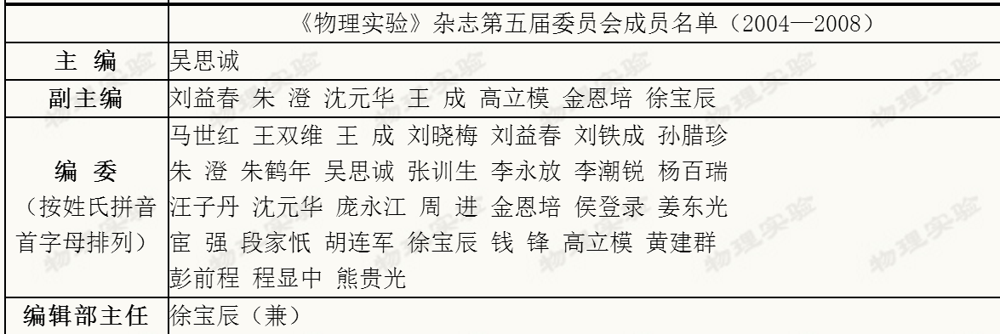 《物理实验》杂志第五届委员会成员名单（2004—2008）
主 编 吴思诚
副主编 刘益春 朱 澄 沈元华 王 成 高立模 金恩培 徐宝辰
编 委
（按姓氏拼音
首字母排列）
马世红 王双维 王 成 刘晓梅 刘益春 刘铁成 孙腊珍
朱 澄 朱鹤年 吴思诚 张训生 李永放 李潮锐 杨百瑞
汪子丹 沈元华 庞永江 周 进 金恩培 侯登录 姜东光
宦 强 段家忯 胡连军 徐宝辰 钱 锋 高立模 黄建群
彭前程 程显中 熊贵光
编辑部主任 徐宝辰（兼）
物理实验